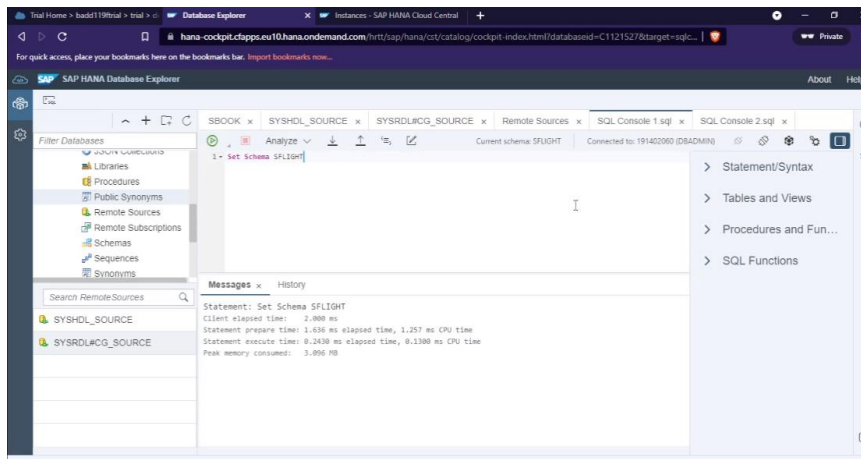 Trial Home > badd119ftrial > trial >
Database Explorer
Instances - SAP HANA Cloud Central
hana-cockpit.cfapps.eu10.hana.ondemand.com/hrtt/sap/hana/cst/catalog/cockpit-index.html?databaseid=C1121527&target=sqlc...
Private
For quick access, place your bookmarks here on the bookmarks bar. Import bookmarks now...
SAP SAP HANA Database Explorer
About Hel
SBOOK SYSHDL_SOURCE SYSRDL#CG_SOURCE Remote Sources SQL Console 1.sql SQL Console 2.sql
Filter Databases
Analyze
Current schema: SFLIGHT
Connected to: 191402060 (DBADMIN)
JSON Collections
Libraries
Procedures
Public Synonyms
Remote Sources
Remote Subscriptions
Schemas
Sequences
Synonyms
1 Set Schema SFLIGHT
Statement/Syntax
Tables and Views
Procedures and Fun...
SQL Functions
Search RemoteSources
SYSHDL_SOURCE
SYSRDL#CG_SOURCE
Messages History
Statement: Set Schema SFLIGHT
Client elapsed time: 2.000 ms
Statement prepare time: 1.636 ms elapsed time, 1.257 ms CPU time
Statement execute time: 0.2430 ms elapsed time, 0.1300 ms CPU time
Peak memory consumed: 3.096 MB